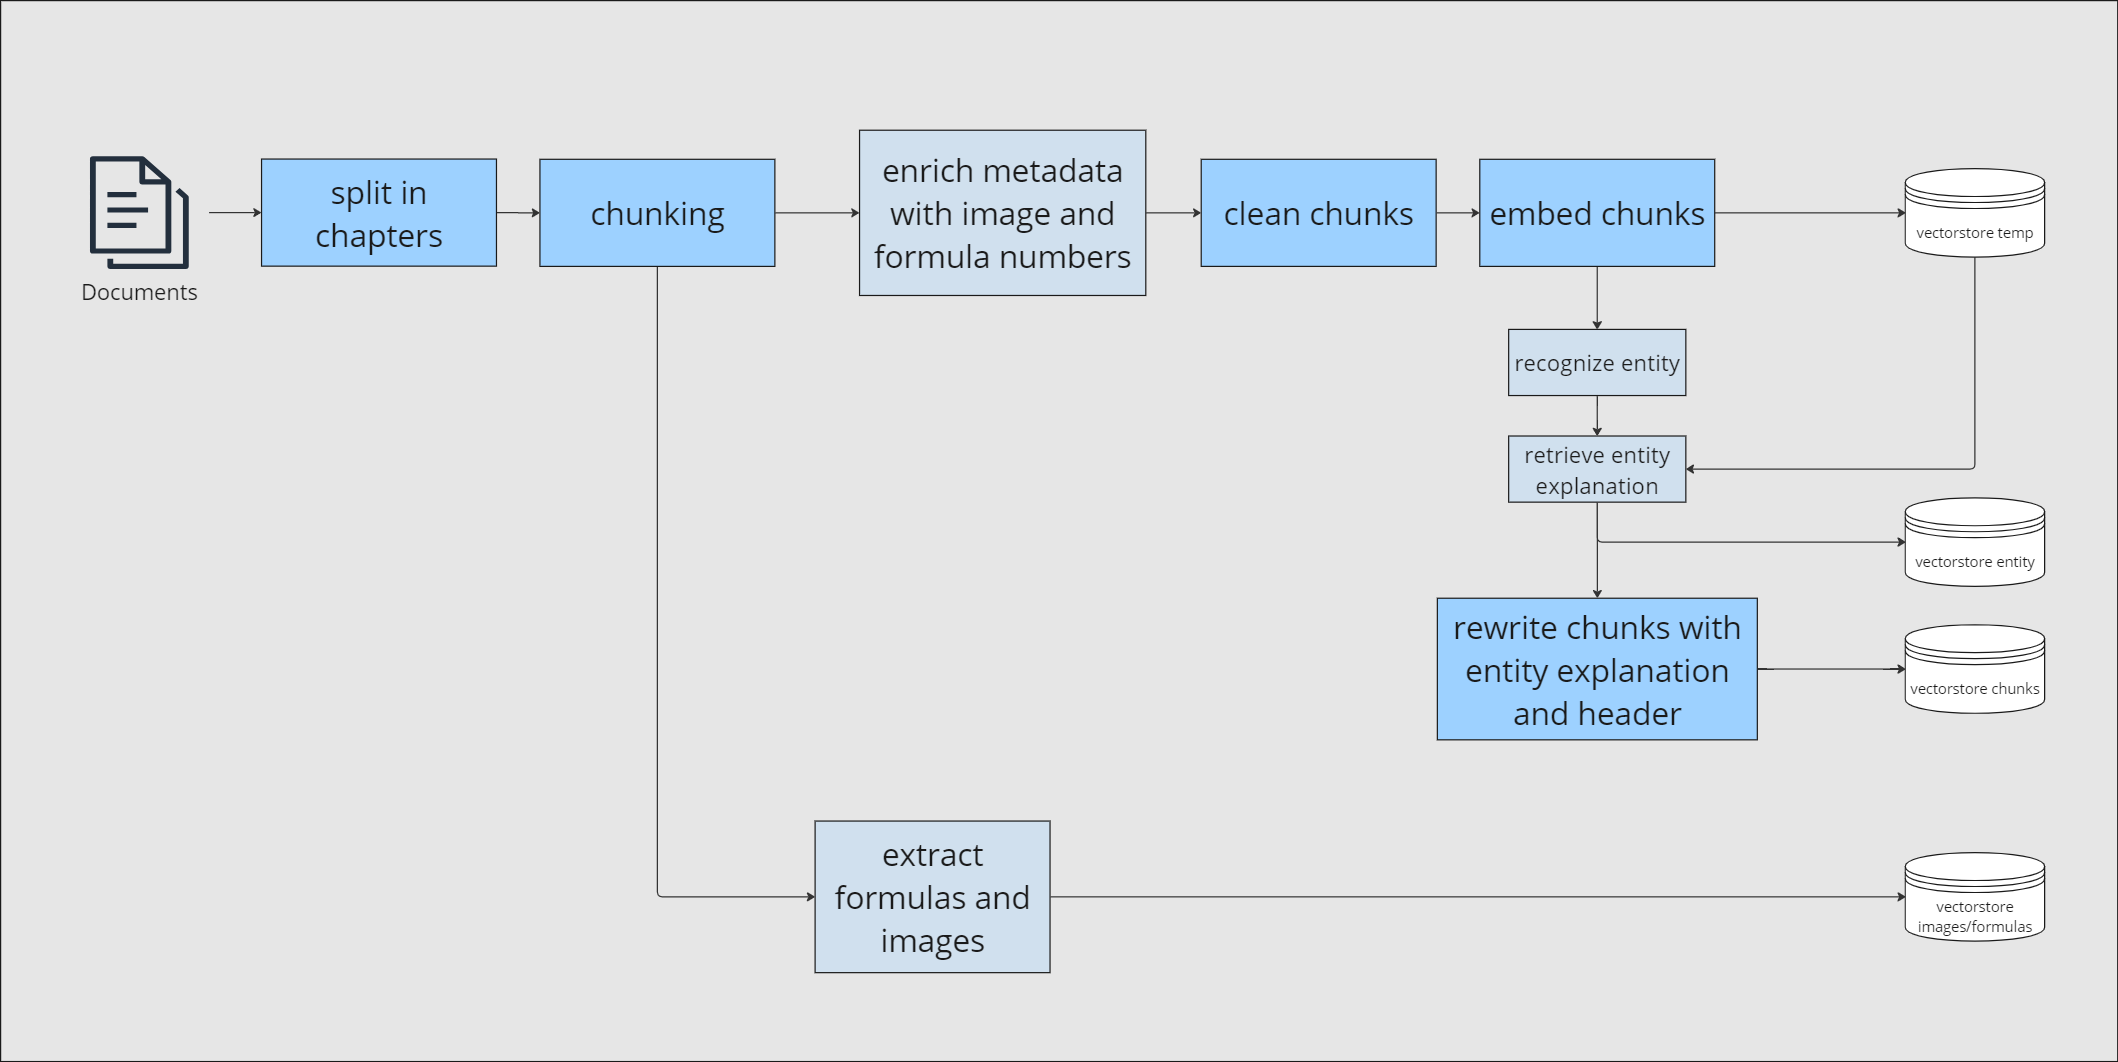 Documents
split in
chapters
chunking
enrich metadata
with image and
formula numbers
clean chunks
embed chunks
vectorstore temp
recognize entity
retrieve entity
explanation
vectorstore entity
rewrite chunks with
entity explanation
and header
vectorstore chunks
extract
formulas and
images
vectorstore
images/formulas